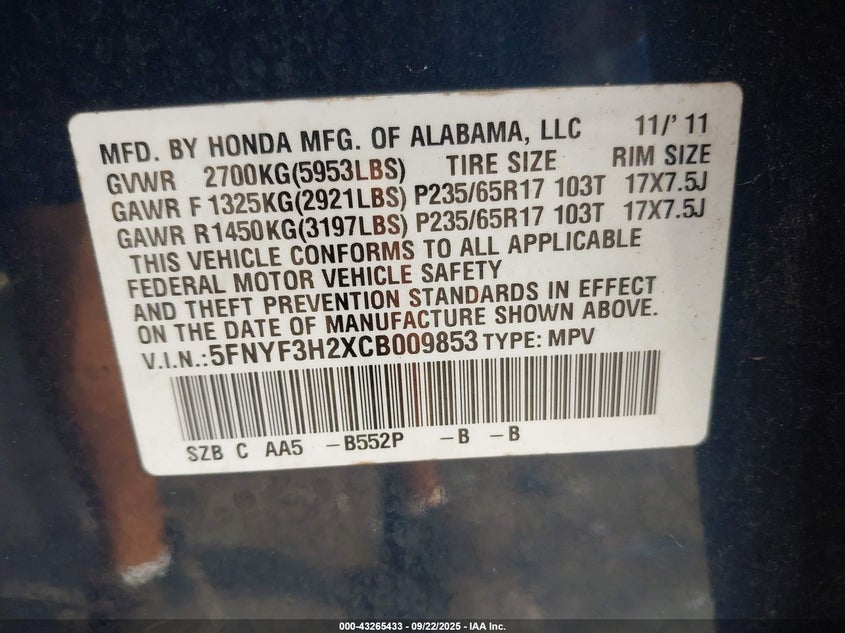 MFD. BY HONDA MFG. OF ALABAMA, LLC 11/'11
GVWR 2700KG(5953LBS) TIRE SIZE RIM SIZE
GAWR F 1325KG(2921LBS) P235/65R17 103T 17X7.5J
GAWR R1450KG(3197LBS) P235/65R17 103T 17X7.5J
THIS VEHICLE CONFORMS TO ALL APPLICABLE
FEDERAL MOTOR VEHICLE SAFETY
AND THEFT PREVENTION STANDARDS IN EFFECT
ON THE DATE OF MANUFACTURE SHOWN ABOVE.
V.I.N.:5FNYF3H2XCB009853 TYPE: MPV
SZB C AA5 -B552P -B -B
000-43265433 - 09/22/2025 - IAA Inc.